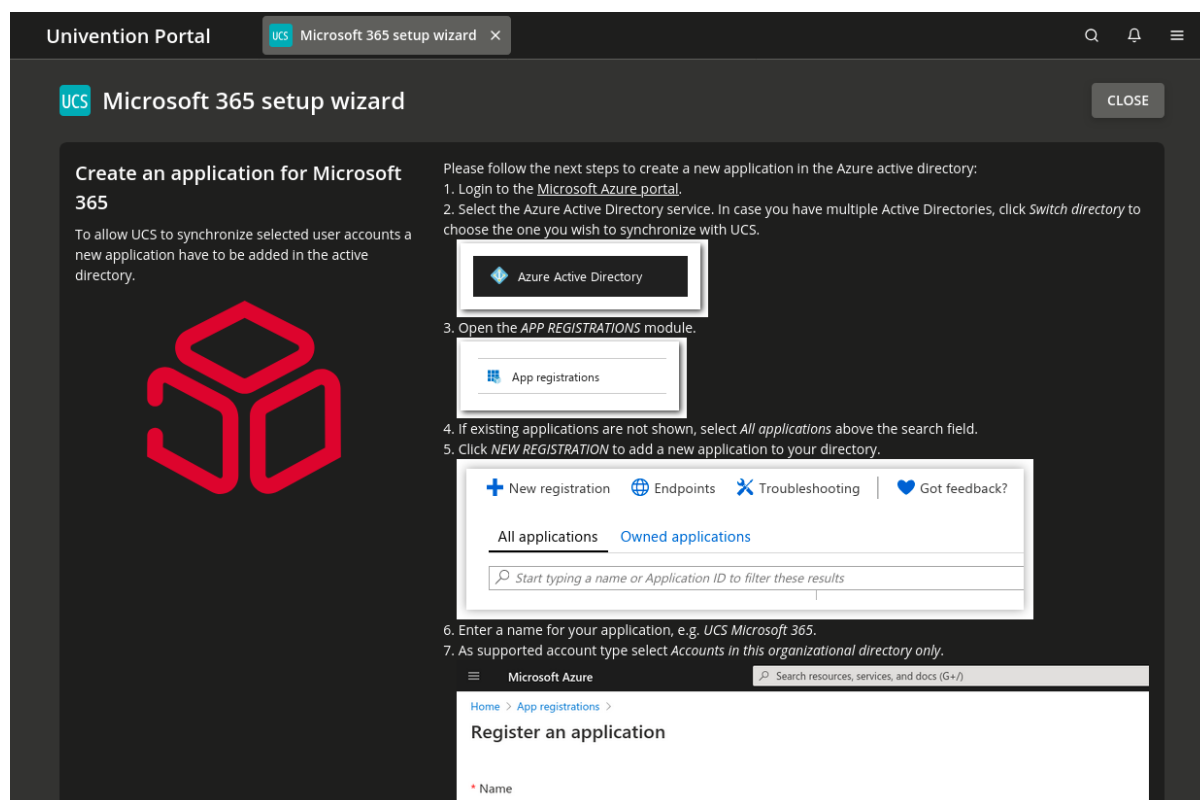 Univention Portal
UCS Microsoft 365 setup wizard
UCS Microsoft 365 setup wizard
CLOSE
Create an application for Microsoft
365
To allow UCS to synchronize selected user accounts a
new application have to be added in the active
directory.
Please follow the next steps to create a new application in the Azure active directory:
1. Login to the Microsoft Azure portal.
2. Select the Azure Active Directory service. In case you have multiple Active Directories, click Switch directory to
choose the one you wish to synchronize with UCS.
Azure Active Directory
3. Open the APP REGISTRATIONS module.
App registrations
4. If existing applications are not shown, select All applications above the search field.
5. Click NEW REGISTRATION to add a new application to your directory.
New registration Endpoints Troubleshooting Got feedback?
All applications Owned applications
Start typing a name or Application ID to filter these results
6. Enter a name for your application, e.g. UCS Microsoft 365.
7. As supported account type select Accounts in this organizational directory only.
Microsoft Azure Search resources, services, and docs (G+/)
Home > App registrations >
Register an application
* Name